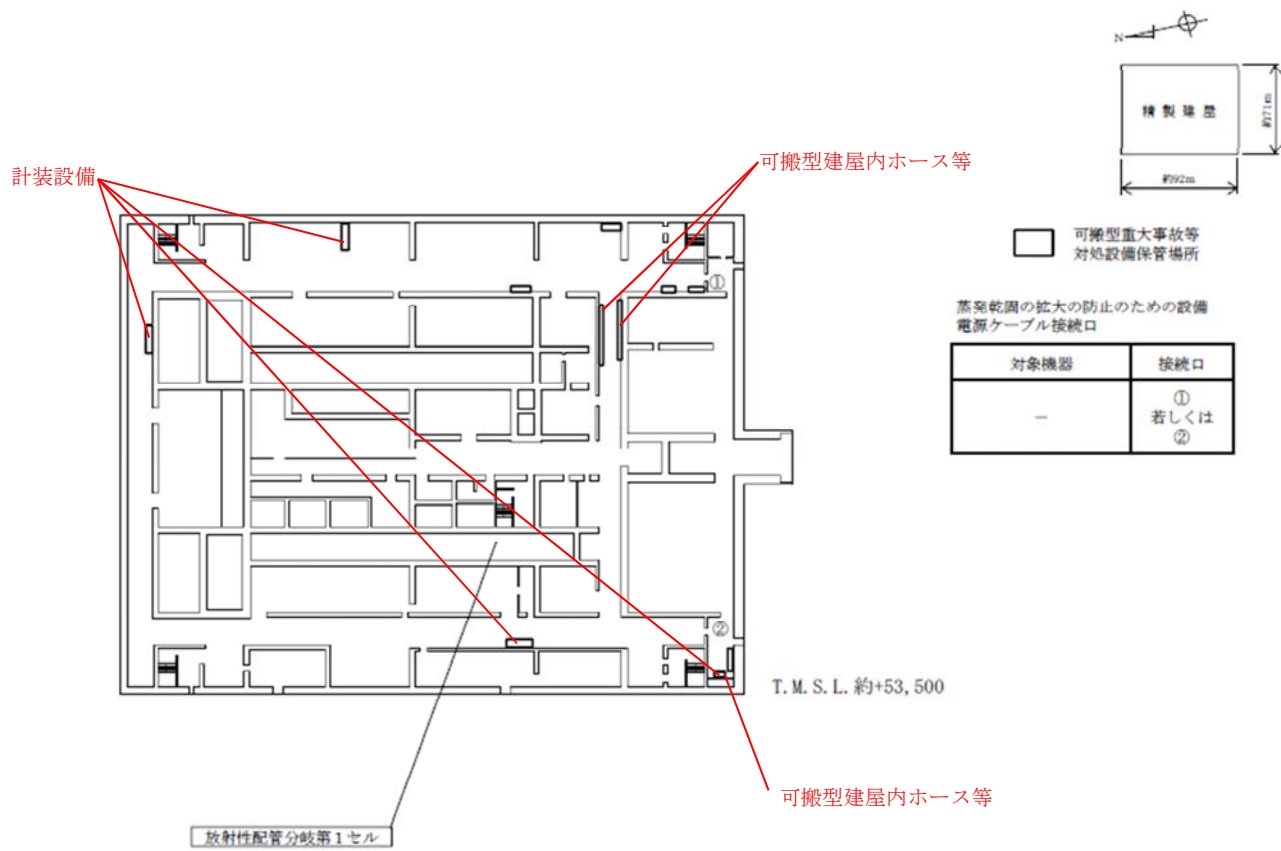 N
精製建屋
約71m
約92m
計装設備
可搬型建屋内ホース等
可搬型重大事故等
対処設備保管場所
①
蒸発乾固の拡大の防止のための設備
電源ケーブル接続口
対象機器
接続口
－
①
若しくは
②
②
T.M.S.L.約+53,500
可搬型建屋内ホース等
放射性配管分岐第1セル